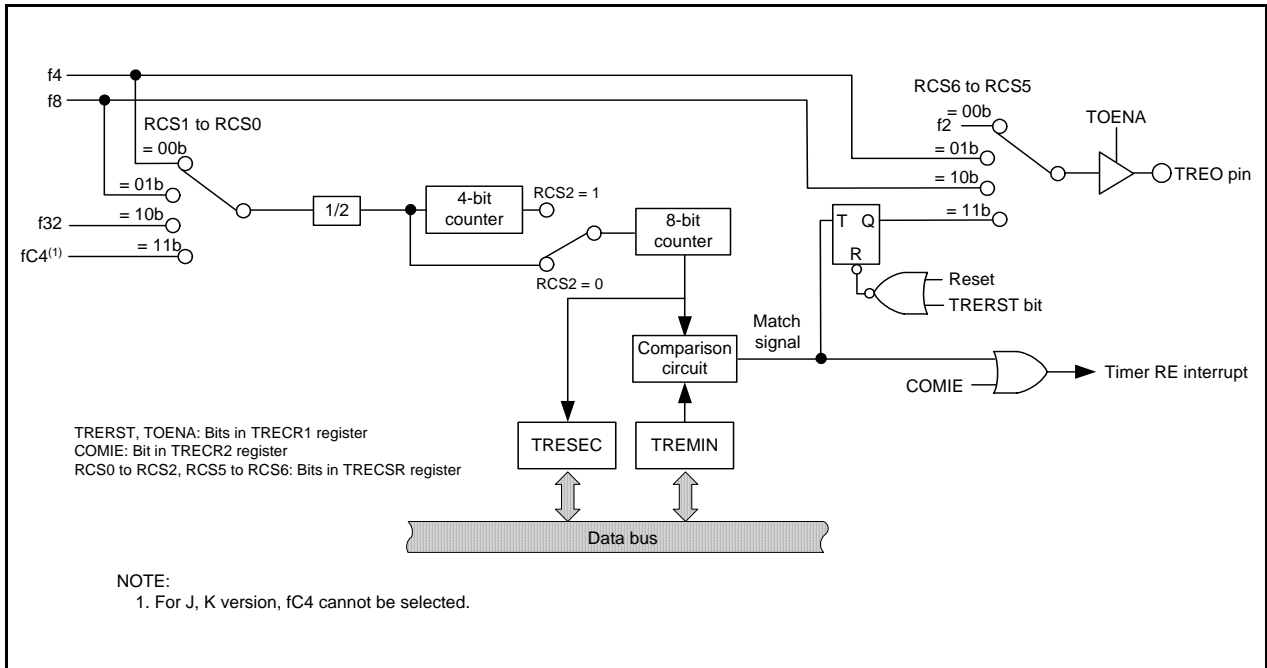 f4
f8
RCS1 to RCS0
= 00b
= 01b
f32
= 10b
fC4(1)
= 11b
1/2
4-bit
counter
RCS2 = 1
RCS2 = 0
8-bit
counter
RCS6 to RCS5
= 00b
f2
= 01b
= 10b
= 11b
TOENA
TREO pin
T Q
R
Reset
TRERST bit
Comparison
circuit
Match
signal
COMIE
Timer RE interrupt
TRESEC
TREMIN
TRERST, TOENA: Bits in TRECR1 register
COMIE: Bit in TRECR2 register
RCS0 to RCS2, RCS5 to RCS6: Bits in TRECSR register
Data bus
NOTE:
1. For J, K version, fC4 cannot be selected.